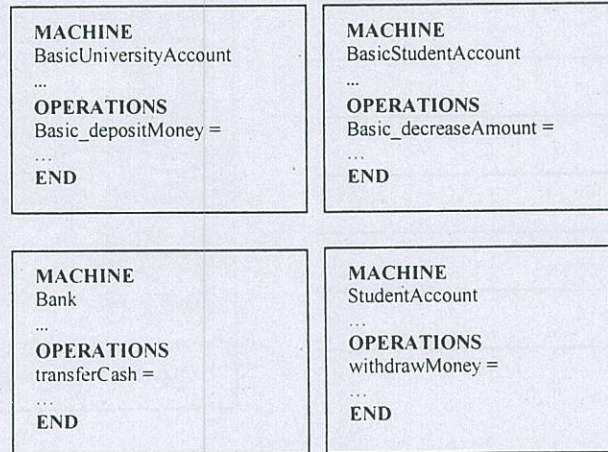 MACHINE
BasicUniversityAccount
...
OPERATIONS
Basic_depositMoney =
...
END
MACHINE
BasicStudentAccount
...
OPERATIONS
Basic_decreaseAmount =
...
END
MACHINE
Bank
...
OPERATIONS
transferCash =
...
END
MACHINE
StudentAccount
...
OPERATIONS
withdrawMoney =
...
END